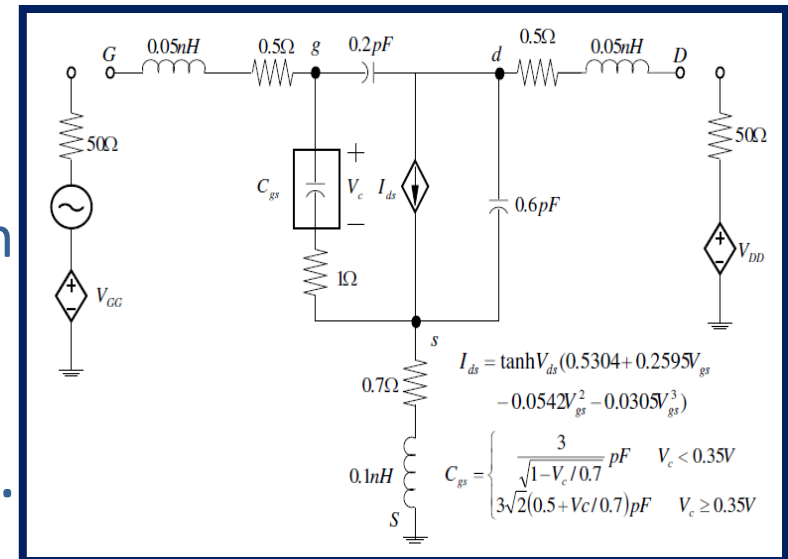 G 0.05nH 0.5Ω g 0.2pF d 0.5Ω 0.05nH D
50Ω 50Ω
n
C_gs + V_c − I_ds 0.6pF
1Ω
+ − V_GG
+ − V_DD
s
0.7Ω
I_ds = tanhV_ds(0.5304+0.2595V_gs
−0.0542V_gs^2 −0.0305V_gs^3)
0.1nH
C_gs = { 3/√(1−V_c/0.7) pF V_c < 0.35V
3√2(0.5+Vc/0.7)pF V_c ≥ 0.35V
S
.